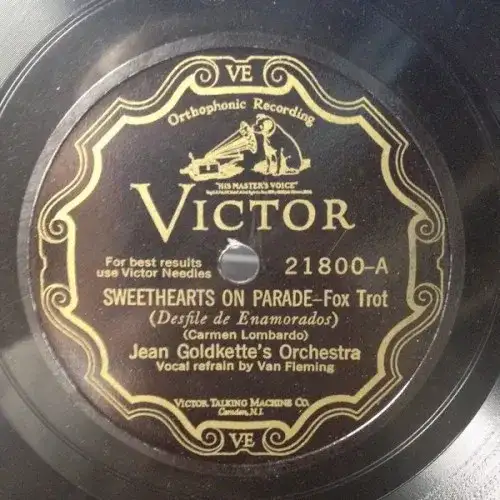 VE
Orthophonic Recording
"HIS MASTER'S VOICE"
VICTOR
For best results
use Victor Needles
21800-A
SWEETHEARTS ON PARADE-Fox Trot
(Desfile de Enamorados)
(Carmen Lombardo)
Jean Goldkette's Orchestra
Vocal refrain by Van Fleming
VICTOR TALKING MACHINE CO.
Camden, N.J.
VE